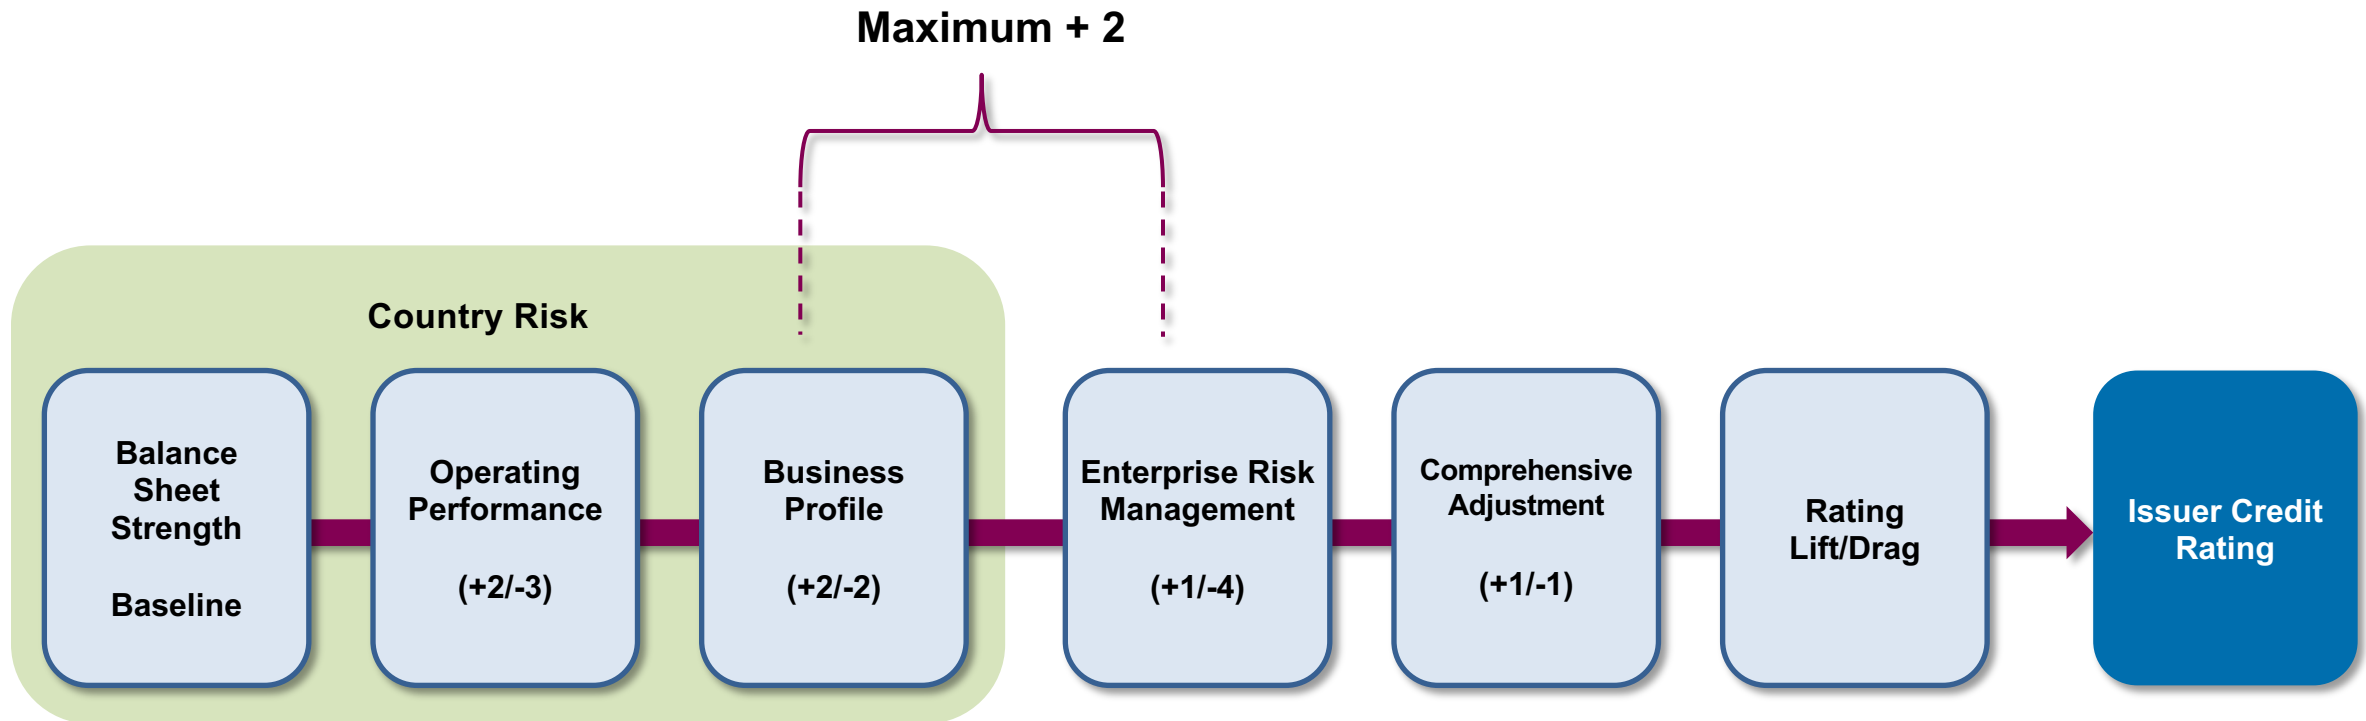 Maximum + 2
Country Risk
Balance
Sheet
Strength
Baseline
Operating
Performance
(+2/-3)
Business
Profile
(+2/-2)
Enterprise Risk
Management
(+1/-4)
Comprehensive
Adjustment
(+1/-1)
Rating
Lift/Drag
Issuer Credit
Rating